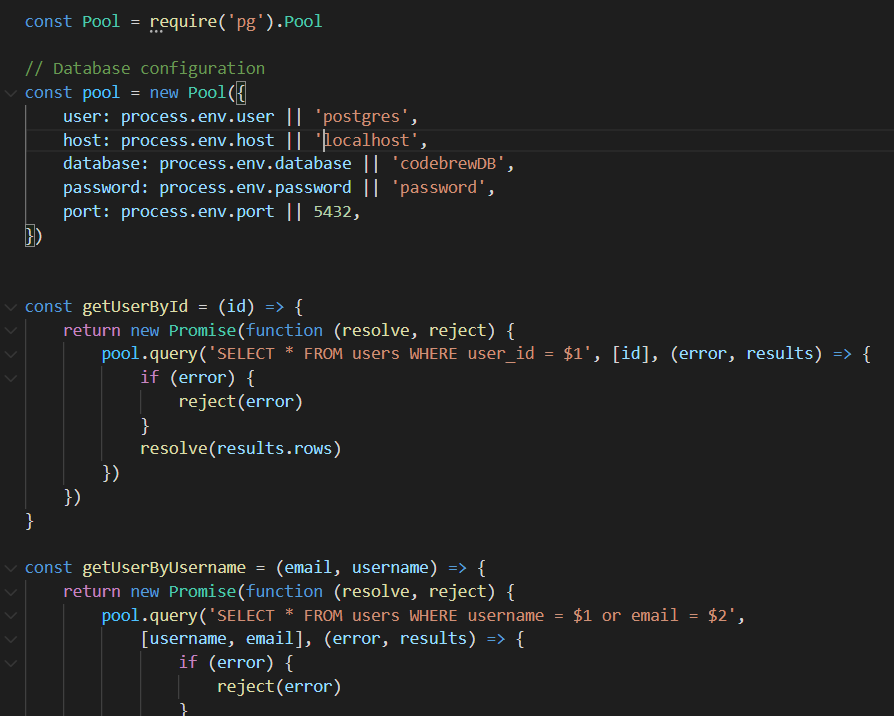 const Pool = require('pg').Pool
// Database configuration
const pool = new Pool({
user: process.env.user || 'postgres',
host: process.env.host || 'localhost',
database: process.env.database || 'codebrewDB',
password: process.env.password || 'password',
port: process.env.port || 5432,
})
const getUserById = (id) => {
return new Promise(function (resolve, reject) {
pool.query('SELECT * FROM users WHERE user_id = $1', [id], (error, results) => {
if (error) {
reject(error)
}
resolve(results.rows)
})
})
}
const getUserByUsername = (email, username) => {
return new Promise(function (resolve, reject) {
pool.query('SELECT * FROM users WHERE username = $1 or email = $2',
[username, email], (error, results) => {
if (error) {
reject(error)
}